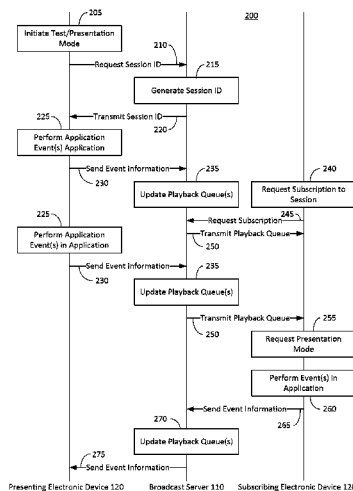 205
200
Initiate Test/Presentation
Mode
210
215
Request Session ID
Generate Session ID
225
Transmit Session ID
220
Perform Application
Event(s) Application
235
240
Send Event Information
230
Update Playback Queue(s)
Request Subscription to
Session
225
245
Request Subscription
Perform Application
Event(s) in Application
Transmit Playback Queue
250
235
Send Event Information
230
Update Playback Queue(s)
255
Transmit Playback Queue
250
Request Presentation
Mode
Perform Event(s) in
Application
270
Send Event Information
260
265
Update Playback Queue(s)
275
Send Event Information
Presenting Electronic Device 120
Broadcast Server 110
Subscribing Electronic Device